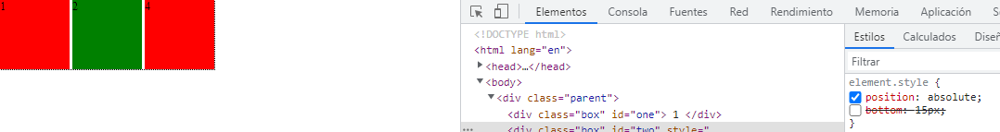 1 2 4
Elementos Consola Fuentes Red Rendimiento Memoria Aplicación
<!DOCTYPE html>
<html lang="en">
<head>…</head>
<body>
<div class="parent">
<div class="box" id="one"> 1 </div>
<div class="box" id="two" style="
Estilos Calculados
Filtrar
element.style {
position: absolute;
bottom: 15px;
}